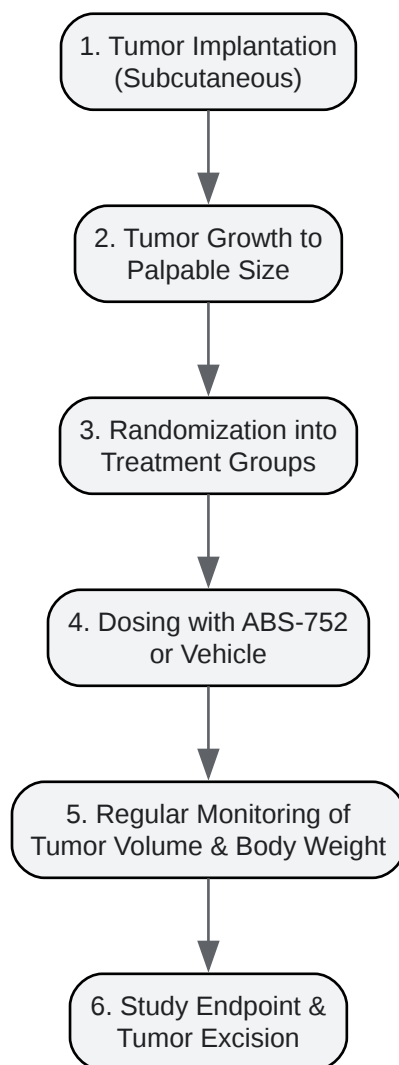 1. Tumor Implantation
(Subcutaneous)
2. Tumor Growth to
Palpable Size
3. Randomization into
Treatment Groups
4. Dosing with ABS-752
or Vehicle
5. Regular Monitoring of
Tumor Volume & Body Weight
6. Study Endpoint &
Tumor Excision